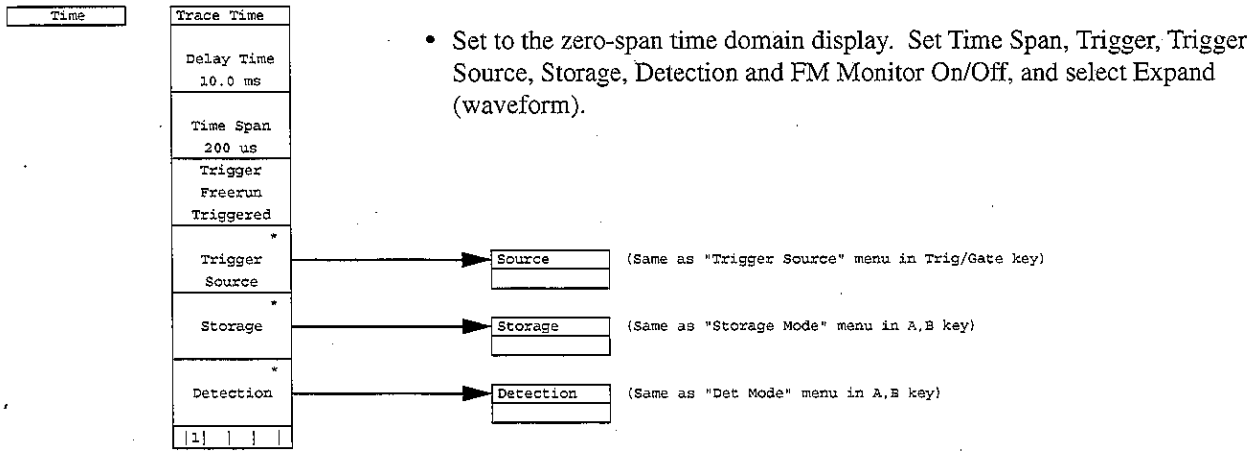 Time
Trace Time
• Set to the zero-span time domain display. Set Time Span, Trigger, Trigger
Source, Storage, Detection and FM Monitor On/Off, and select Expand
(waveform).
Delay Time
10.0 ms
Time Span
200 us
Trigger
Freerun
Triggered
*
Trigger
Source
Source
(Same as "Trigger Source" menu in Trig/Gate key)
*
Storage
Storage
(Same as "Storage Mode" menu in A,B key)
*
Detection
Detection
(Same as "Det Mode" menu in A,B key)
|1| | | |